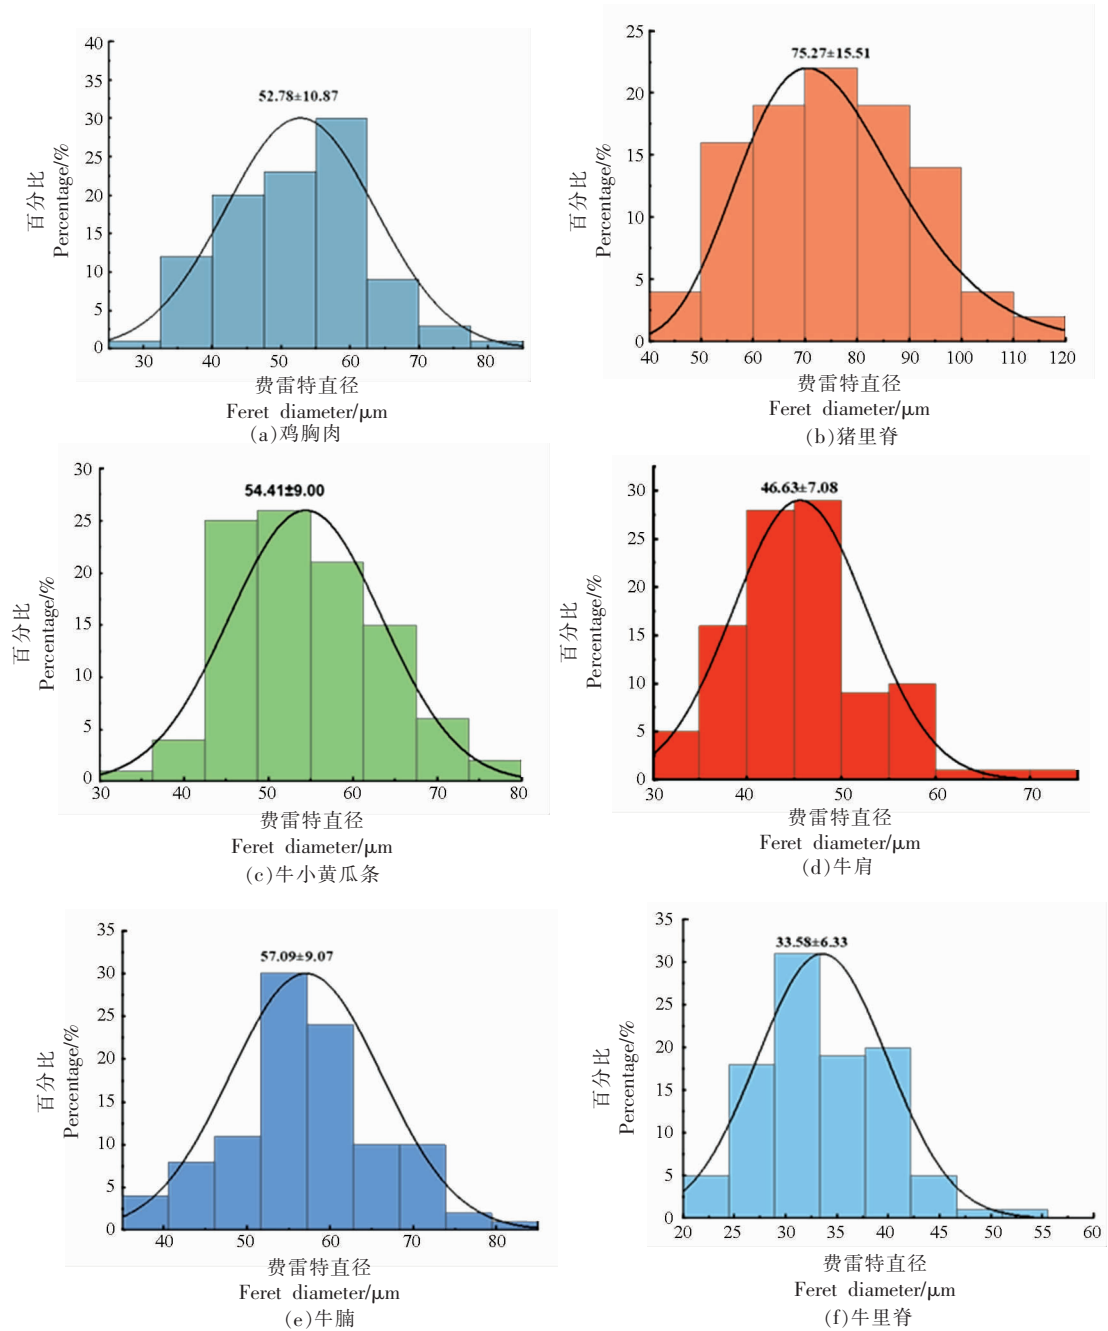 40
35
30
25
20
15
10
5
0
52.78±10.87
百分比
Percentage/%
30 40 50 60 70 80
费雷特直径
Feret diameter/μm
(a)鸡胸肉
25
20
15
10
5
0
75.27±15.51
百分比
Percentage/%
40 50 60 70 80 90 100 110 120
费雷特直径
Feret diameter/μm
(b)猪里脊
30
25
20
15
10
5
0
54.41±9.00
百分比
Percentage/%
30 40 50 60 70 80
费雷特直径
Feret diameter/μm
(c)牛小黄瓜条
30
25
20
15
10
5
0
46.63±7.08
百分比
Percentage/%
30 40 50 60 70
费雷特直径
Feret diameter/μm
(d)牛肩
35
30
25
20
15
10
5
0
57.09±9.07
百分比
Percentage/%
40 50 60 70 80
费雷特直径
Feret diameter/μm
(e)牛腩
35
30
25
20
15
10
5
0
33.58±6.33
百分比
Percentage/%
20 25 30 35 40 45 50 55 60
费雷特直径
Feret diameter/μm
(f)牛里脊